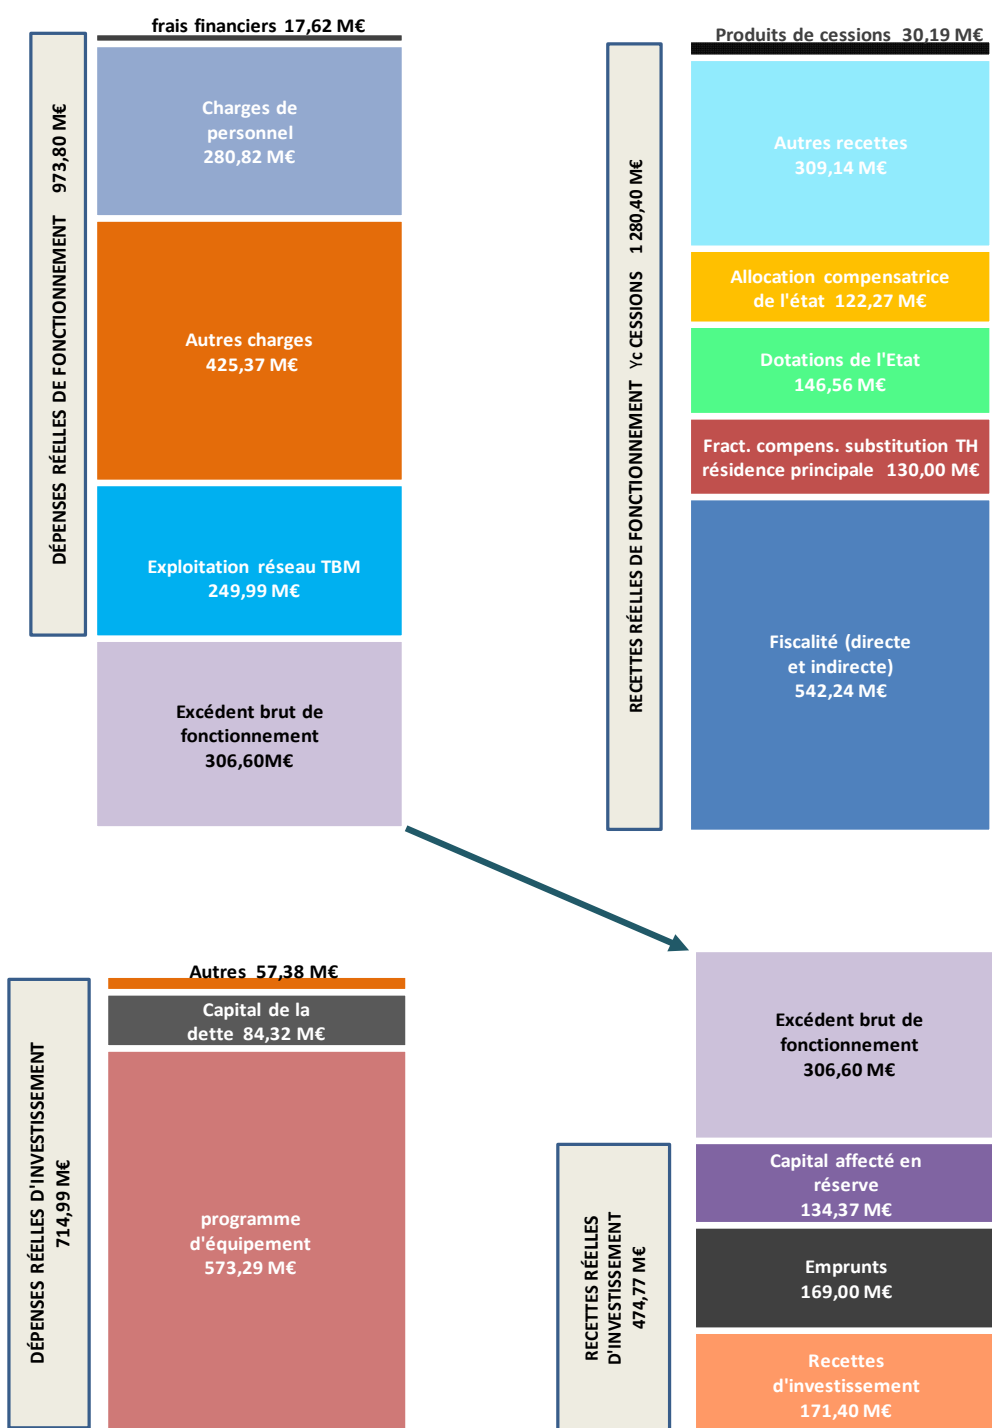 frais financiers 17,62 M€
DÉPENSES RÉELLES DE FONCTIONNEMENT 973,80 M€
Charges de
personnel
280,82 M€
Autres charges
425,37 M€
Exploitation réseau TBM
249,99 M€
Excédent brut de
fonctionnement
306,60M€
Produits de cessions 30,19 M€
RECETTES RÉELLES DE FONCTIONNEMENT Yc CESSIONS 1 280,40 M€
Autres recettes
309,14 M€
Allocation compensatrice
de l'état 122,27 M€
Dotations de l'Etat
146,56 M€
Fract. compens. substitution TH
résidence principale 130,00 M€
Fiscalité (directe
et indirecte)
542,24 M€
Autres 57,38 M€
DÉPENSES RÉELLES D'INVESTISSEMENT
714,99 M€
Capital de la
dette 84,32 M€
programme
d'équipement
573,29 M€
Excédent brut de
fonctionnement
306,60 M€
RECETTES RÉELLES
D'INVESTISSEMENT
474,77 M€
Capital affecté en
réserve
134,37 M€
Emprunts
169,00 M€
Recettes
d'investissement
171,40 M€